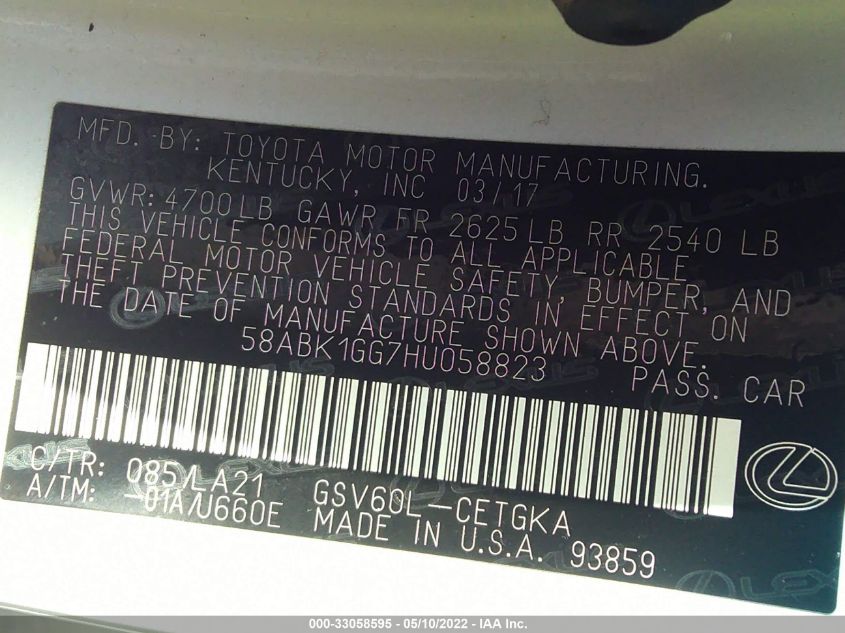 MFD. BY: TOYOTA MOTOR MANUFACTURING.
KENTUCKY, INC 03/17
GVWR: 4700LB GAWR FR 2625LB RR 2540 LB
THIS VEHICLE CONFORMS TO ALL APPLICABLE
FEDERAL MOTOR VEHICLE SAFETY, BUMPER, AND
THEFT PREVENTION STANDARDS IN EFFECT ON
THE DATE OF MANUFACTURE SHOWN ABOVE.
58ABK1GG7HU058823 PASS. CAR
C/TR: 085/LA21
A/TM: -01A/U660E GSV60L-CETGKA
MADE IN U.S.A. 93859
LEXUS
000-33058595 - 05/10/2022 - IAA Inc.